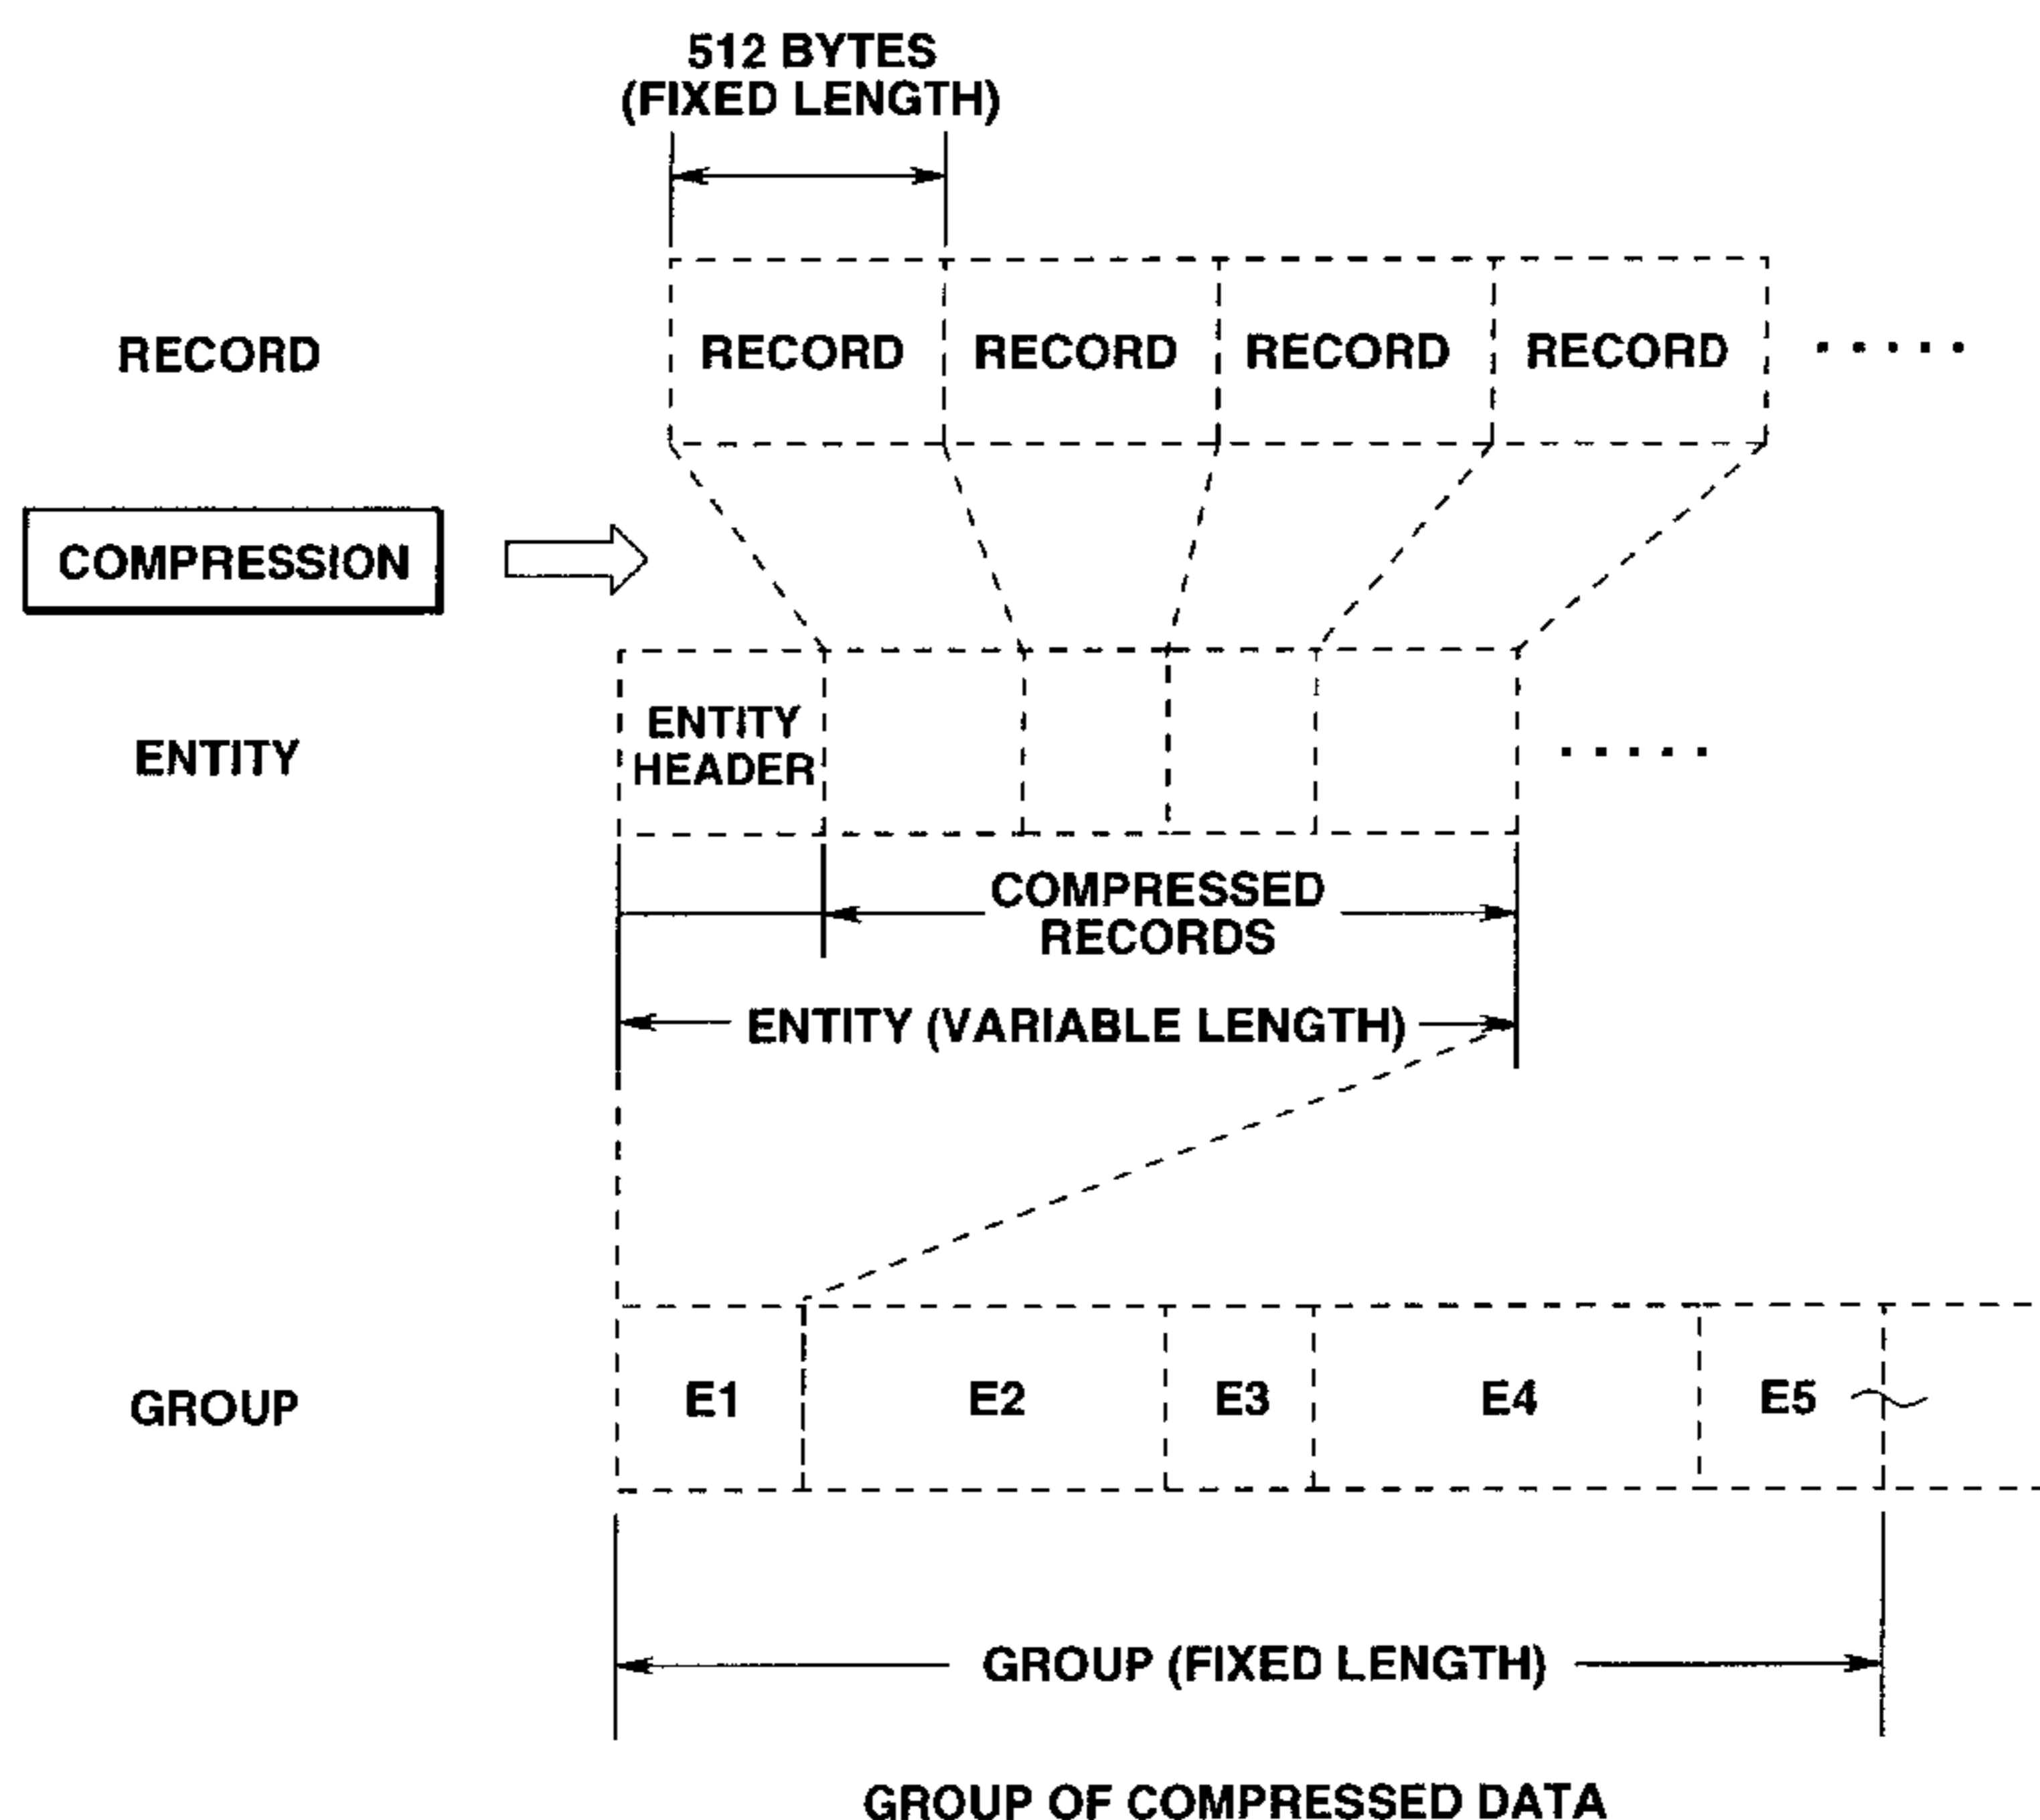 512 BYTES
(FIXED LENGTH)
RECORD
RECORD RECORD RECORD RECORD .....
COMPRESSION
ENTITY
ENTITY
HEADER
.....
COMPRESSED
RECORDS
ENTITY (VARIABLE LENGTH)
GROUP
E1 E2 E3 E4 E5
GROUP (FIXED LENGTH)
GROUP OF COMPRESSED DATA